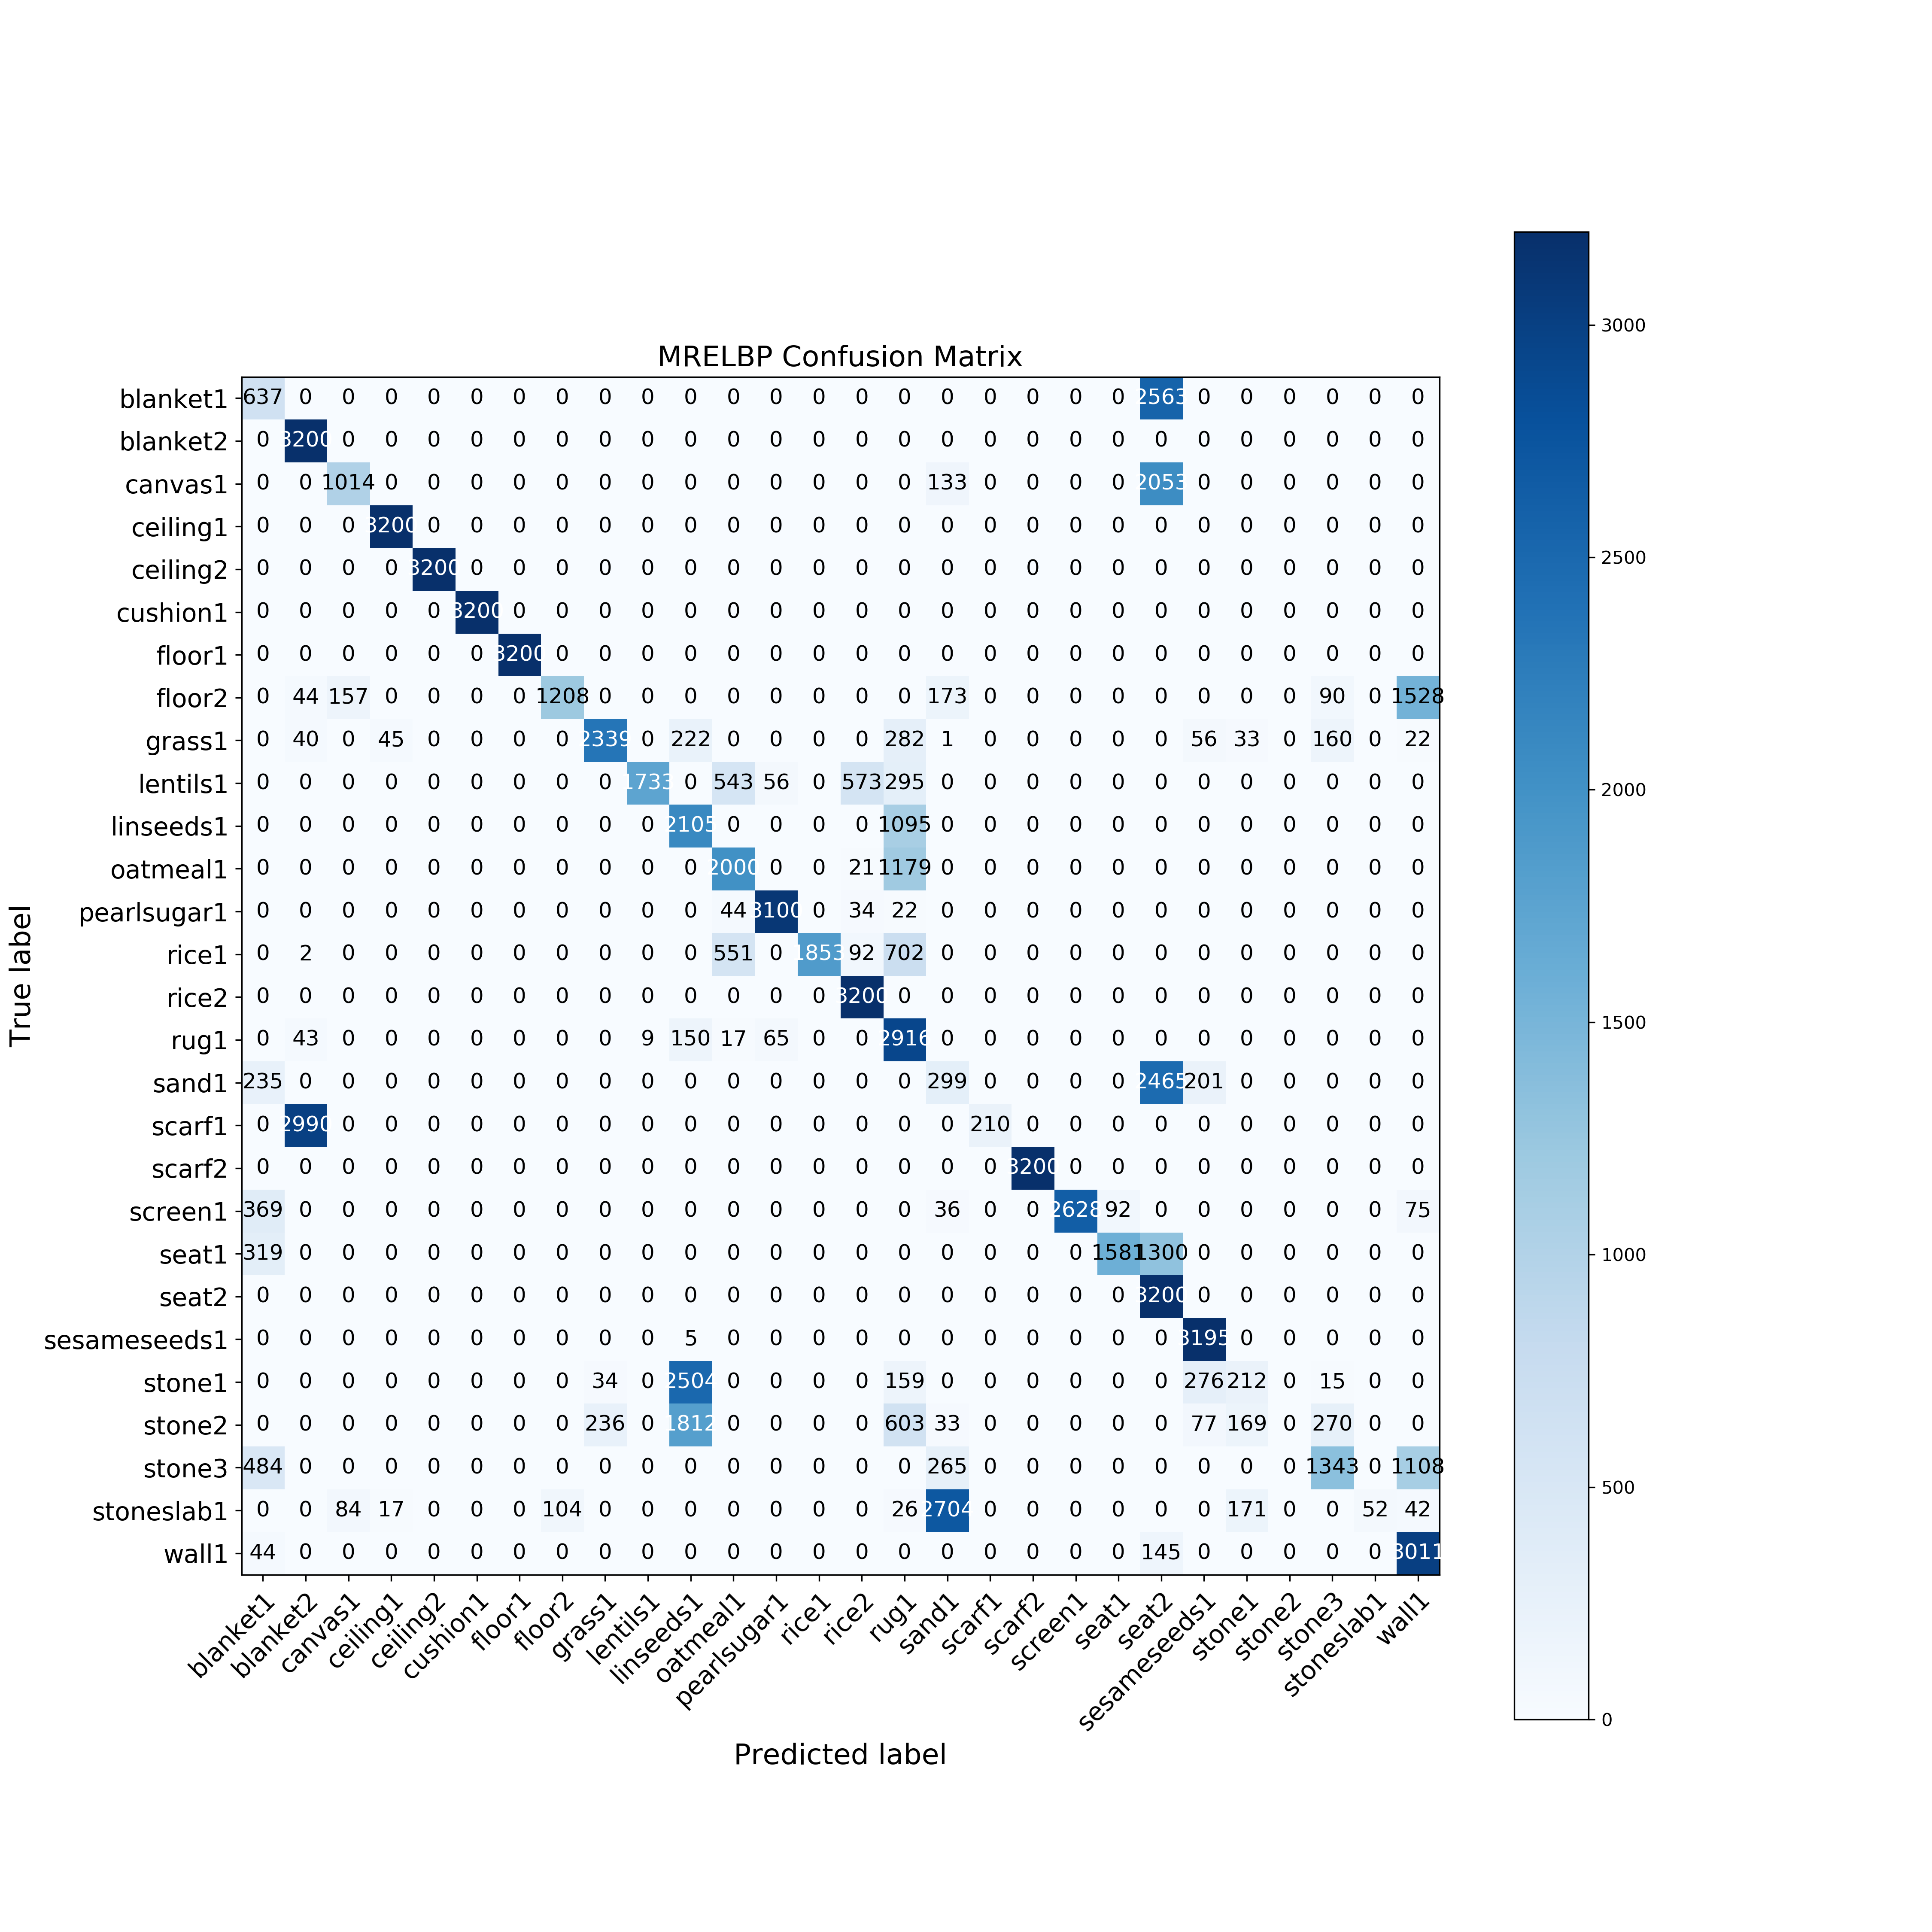 MRELBP Confusion Matrix
True label
blanket1 637 0 0 0 0 0 0 0 0 0 0 0 0 0 0 0 0 0 0 0 0 2563 0 0 0 0 0 0
blanket2 0 3200 0 0 0 0 0 0 0 0 0 0 0 0 0 0 0 0 0 0 0 0 0 0 0 0 0 0
canvas1 0 0 1014 0 0 0 0 0 0 0 0 0 0 0 0 0 133 0 0 0 0 2053 0 0 0 0 0 0
ceiling1 0 0 0 3200 0 0 0 0 0 0 0 0 0 0 0 0 0 0 0 0 0 0 0 0 0 0 0 0
ceiling2 0 0 0 0 3200 0 0 0 0 0 0 0 0 0 0 0 0 0 0 0 0 0 0 0 0 0 0 0
cushion1 0 0 0 0 0 3200 0 0 0 0 0 0 0 0 0 0 0 0 0 0 0 0 0 0 0 0 0 0
floor1 0 0 0 0 0 0 3200 0 0 0 0 0 0 0 0 0 0 0 0 0 0 0 0 0 0 0 0 0
floor2 0 44 157 0 0 0 0 1208 0 0 0 0 0 0 0 0 173 0 0 0 0 0 0 0 0 90 0 1528
grass1 0 40 0 45 0 0 0 0 2339 0 222 0 0 0 0 282 1 0 0 0 0 0 56 33 0 160 0 22
lentils1 0 0 0 0 0 0 0 0 0 1733 0 543 56 0 573 295 0 0 0 0 0 0 0 0 0 0 0 0
linseeds1 0 0 0 0 0 0 0 0 0 0 2105 0 0 0 0 1095 0 0 0 0 0 0 0 0 0 0 0 0
oatmeal1 0 0 0 0 0 0 0 0 0 0 0 2000 0 0 21 1179 0 0 0 0 0 0 0 0 0 0 0 0
pearlsugar1 0 0 0 0 0 0 0 0 0 0 0 44 3100 0 34 22 0 0 0 0 0 0 0 0 0 0 0 0
rice1 0 2 0 0 0 0 0 0 0 0 0 551 0 1853 92 702 0 0 0 0 0 0 0 0 0 0 0 0
rice2 0 0 0 0 0 0 0 0 0 0 0 0 0 0 3200 0 0 0 0 0 0 0 0 0 0 0 0 0
rug1 0 43 0 0 0 0 0 0 0 9 150 17 65 0 0 2916 0 0 0 0 0 0 0 0 0 0 0 0
sand1 235 0 0 0 0 0 0 0 0 0 0 0 0 0 0 0 299 0 0 0 0 2465 201 0 0 0 0 0
scarf1 0 2990 0 0 0 0 0 0 0 0 0 0 0 0 0 0 0 210 0 0 0 0 0 0 0 0 0 0
scarf2 0 0 0 0 0 0 0 0 0 0 0 0 0 0 0 0 0 0 3200 0 0 0 0 0 0 0 0 0
screen1 369 0 0 0 0 0 0 0 0 0 0 0 0 0 0 0 36 0 0 2628 92 0 0 0 0 0 0 75
seat1 319 0 0 0 0 0 0 0 0 0 0 0 0 0 0 0 0 0 0 0 1581 1300 0 0 0 0 0 0
seat2 0 0 0 0 0 0 0 0 0 0 0 0 0 0 0 0 0 0 0 0 0 3200 0 0 0 0 0 0
sesameseeds1 0 0 0 0 0 0 0 0 0 0 5 0 0 0 0 0 0 0 0 0 0 0 3195 0 0 0 0 0
stone1 0 0 0 0 0 0 0 0 34 0 2504 0 0 0 0 159 0 0 0 0 0 0 276 212 0 15 0 0
stone2 0 0 0 0 0 0 0 0 236 0 1812 0 0 0 0 603 33 0 0 0 0 0 77 169 0 270 0 0
stone3 484 0 0 0 0 0 0 0 0 0 0 0 0 0 0 0 265 0 0 0 0 0 0 0 0 1343 0 1108
stoneslab1 0 0 84 17 0 0 0 104 0 0 0 0 0 0 0 26 2704 0 0 0 0 0 0 171 0 0 52 42
wall1 44 0 0 0 0 0 0 0 0 0 0 0 0 0 0 0 0 0 0 0 0 145 0 0 0 0 0 3011
blanket1 blanket2 canvas1 ceiling1 ceiling2 cushion1 floor1 floor2 grass1 lentils1 linseeds1 oatmeal1 pearlsugar1 rice1 rice2 rug1 sand1 scarf1 scarf2 screen1 seat1 seat2 sesameseeds1 stone1 stone2 stone3 stoneslab1 wall1
Predicted label
3000
2500
2000
1500
1000
500
0